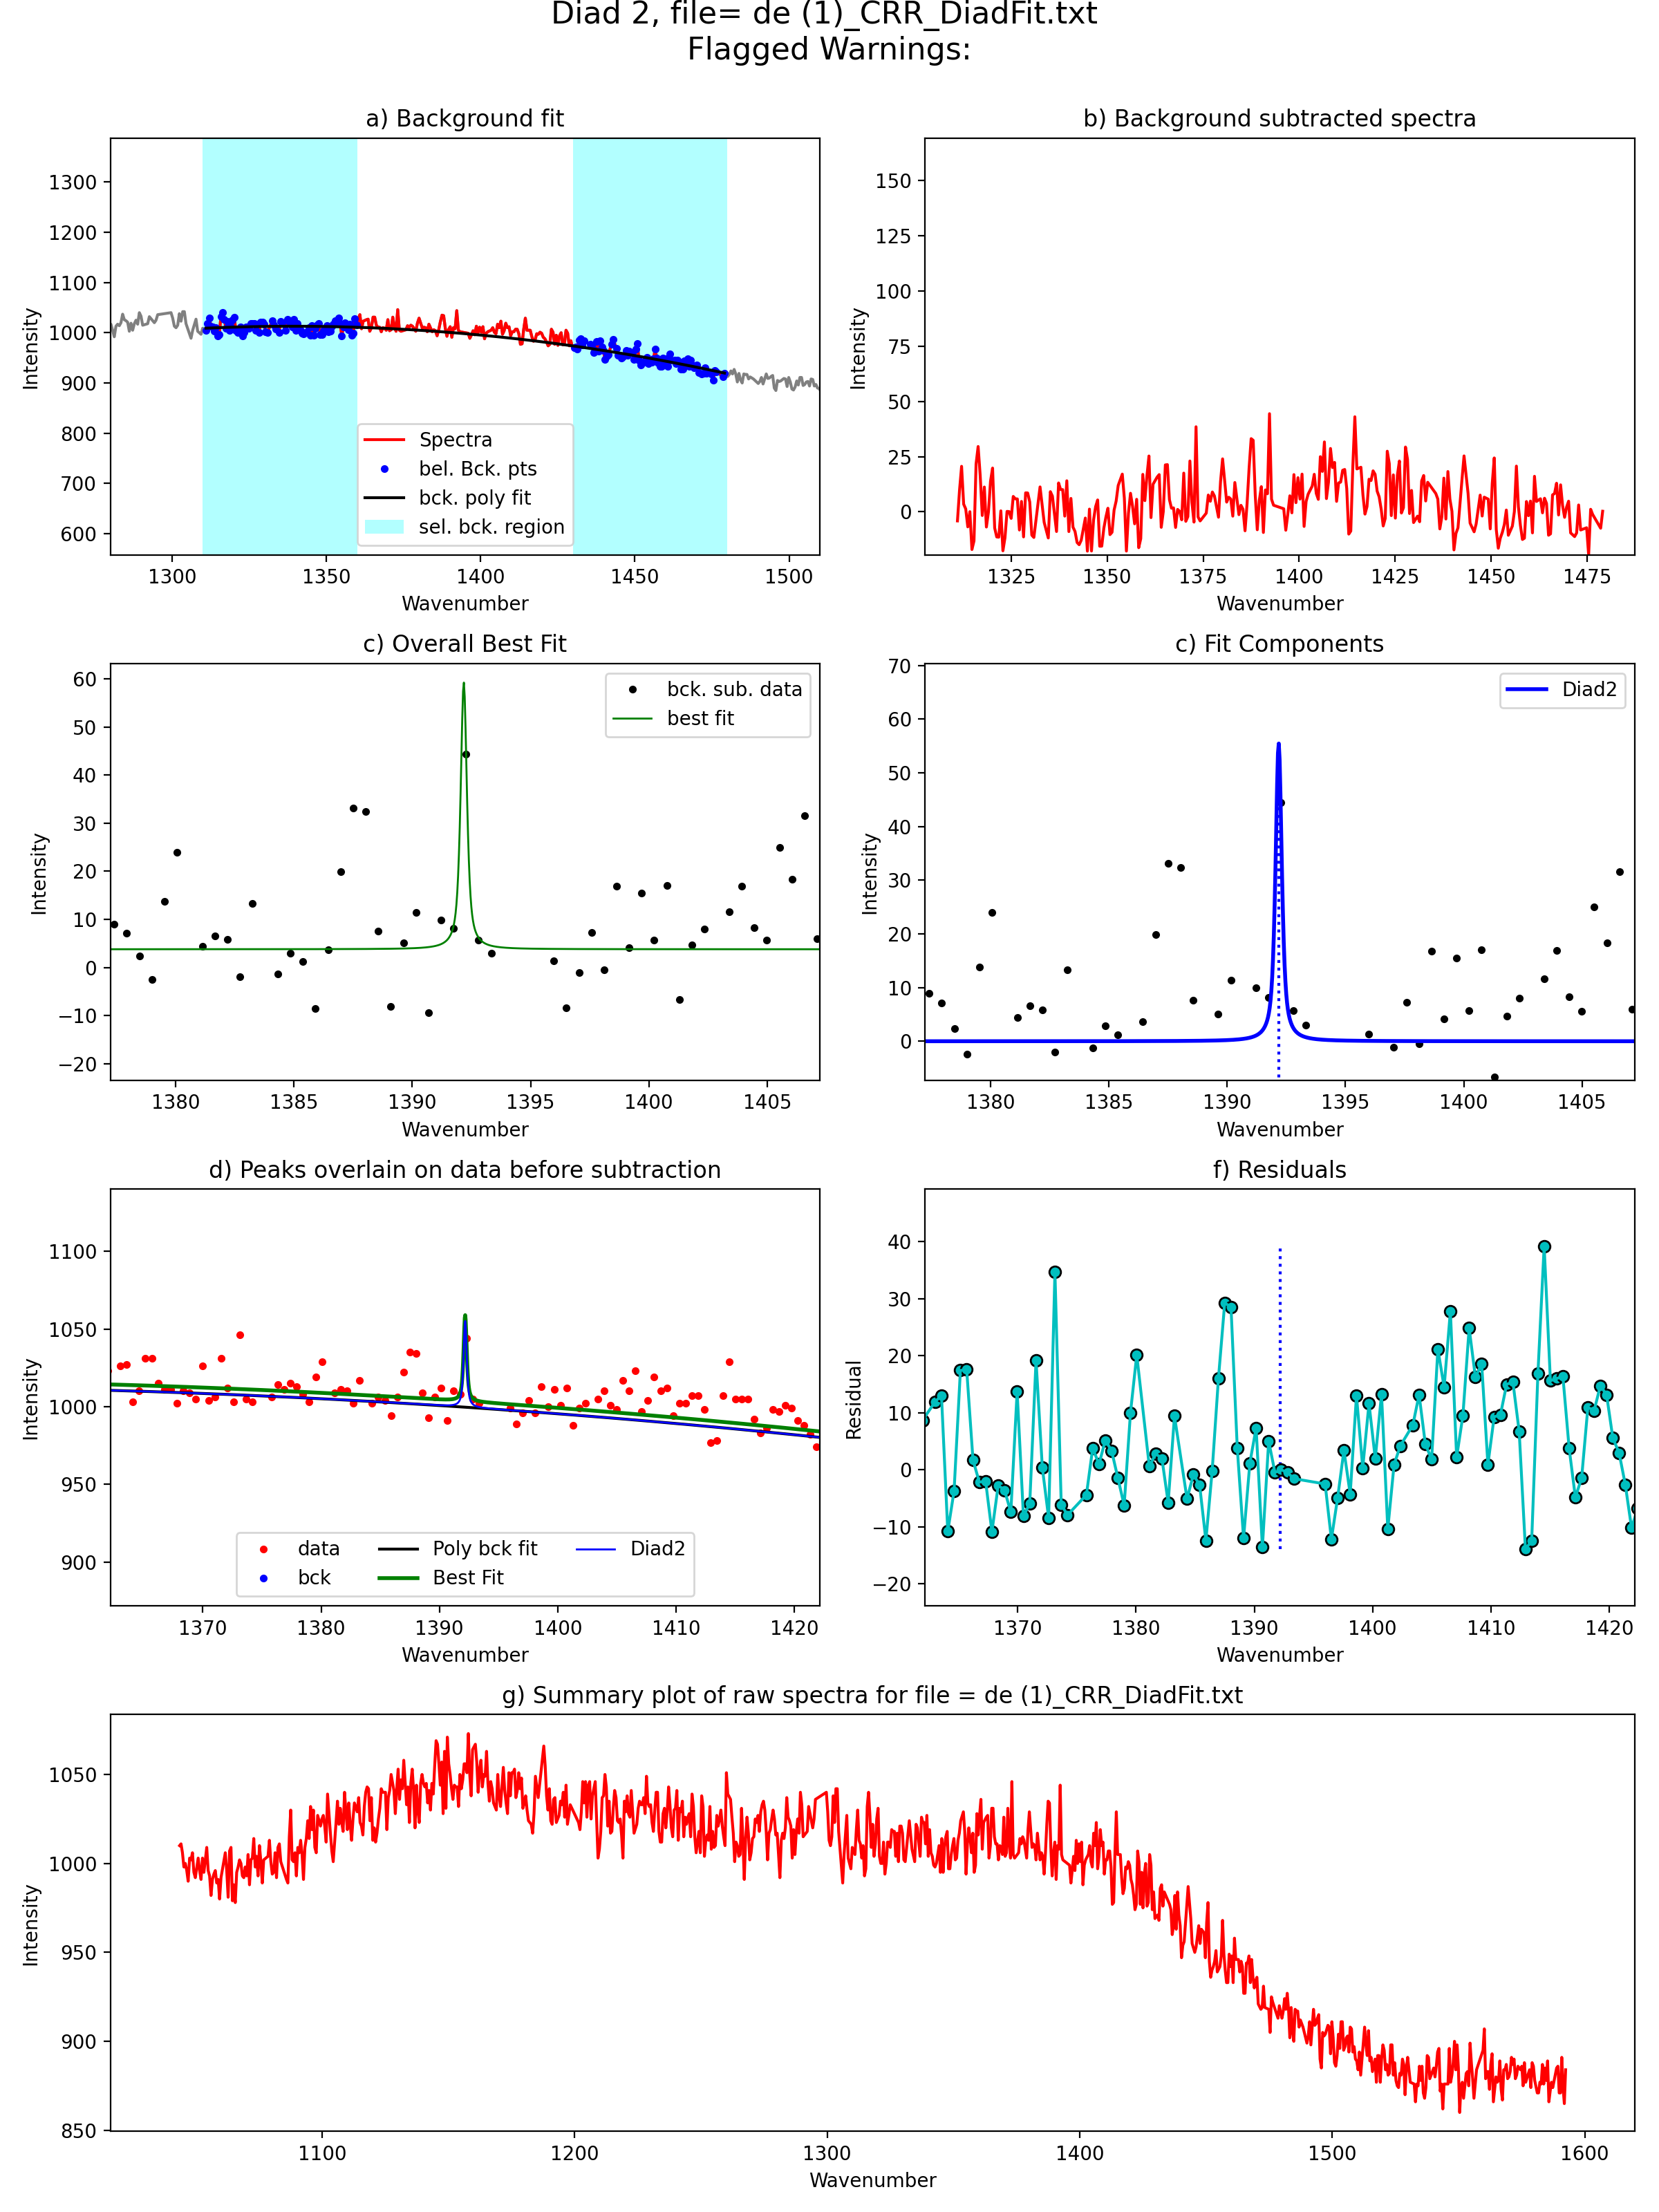 Diad 2, file= de (1)_CRR_DiadFit.txt
Flagged Warnings:
a) Background fit
Intensity
1300
1200
1100
1000
900
800
700
600
Spectra
bel. Bck. pts
bck. poly fit
sel. bck. region
1300 1350 1400 1450 1500
Wavenumber
b) Background subtracted spectra
Intensity
150
125
100
75
50
25
0
1325 1350 1375 1400 1425 1450 1475
Wavenumber
c) Overall Best Fit
Intensity
60
50
40
30
20
10
0
−10
−20
bck. sub. data
best fit
1380 1385 1390 1395 1400 1405
Wavenumber
c) Fit Components
Intensity
70
60
50
40
30
20
10
0
Diad2
1380 1385 1390 1395 1400 1405
Wavenumber
d) Peaks overlain on data before subtraction
Intensity
1100
1050
1000
950
900
data Poly bck fit Diad2
bck Best Fit
1370 1380 1390 1400 1410 1420
Wavenumber
f) Residuals
Residual
40
30
20
10
0
−10
−20
1370 1380 1390 1400 1410 1420
Wavenumber
g) Summary plot of raw spectra for file = de (1)_CRR_DiadFit.txt
Intensity
1050
1000
950
900
850
1100 1200 1300 1400 1500 1600
Wavenumber